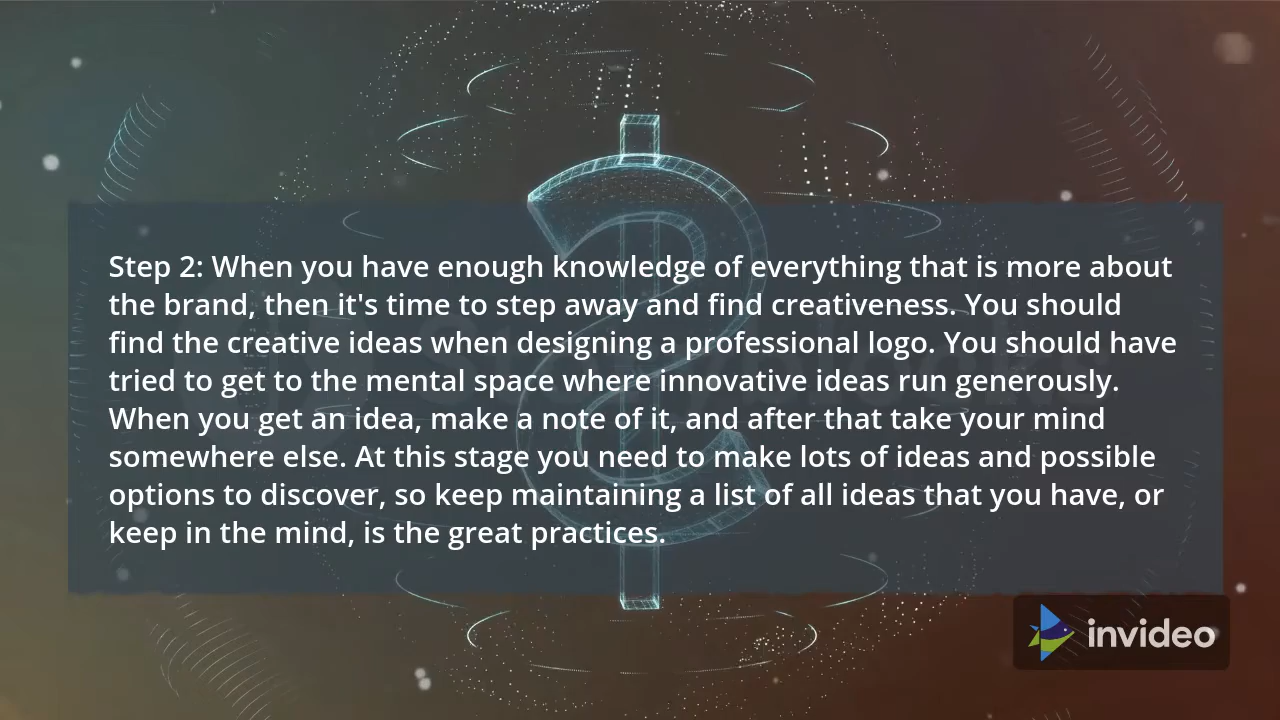 Step 2: When you have enough knowledge of everything that is more about
the brand, then it's time to step away and find creativeness. You should
find the creative ideas when designing a professional logo. You should have
tried to get to the mental space where innovative ideas run generously.
When you get an idea, make a note of it, and after that take your mind
somewhere else. At this stage you need to make lots of ideas and possible
options to discover, so keep maintaining a list of all ideas that you have, or
keep in the mind, is the great practices.
invideo